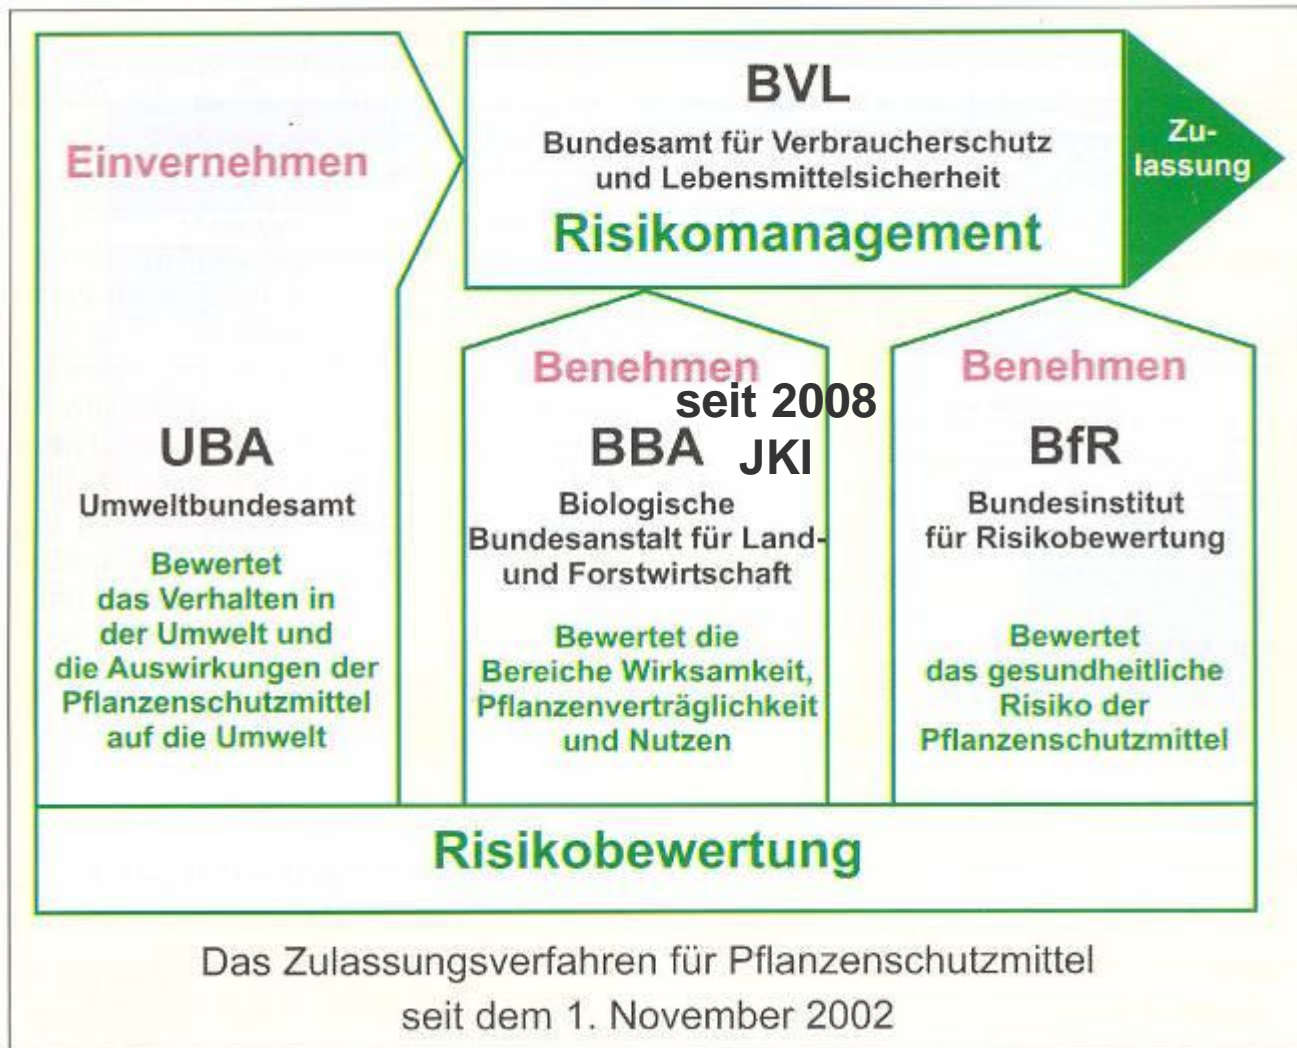 Einvernehmen
BVL
Bundesamt für Verbraucherschutz
und Lebensmittelsicherheit
Risikomanagement
Zu-
lassung
UBA
Umweltbundesamt
Bewertet
das Verhalten in
der Umwelt und
die Auswirkungen der
Pflanzenschutzmittel
auf die Umwelt
Benehmen
seit 2008
BBA JKI
Biologische
Bundesanstalt für Land-
und Forstwirtschaft
Bewertet die
Bereiche Wirksamkeit,
Pflanzenverträglichkeit
und Nutzen
Benehmen
BfR
Bundesinstitut
für Risikobewertung
Bewertet
das gesundheitliche
Risiko der
Pflanzenschutzmittel
Risikobewertung
Das Zulassungsverfahren für Pflanzenschutzmittel
seit dem 1. November 2002